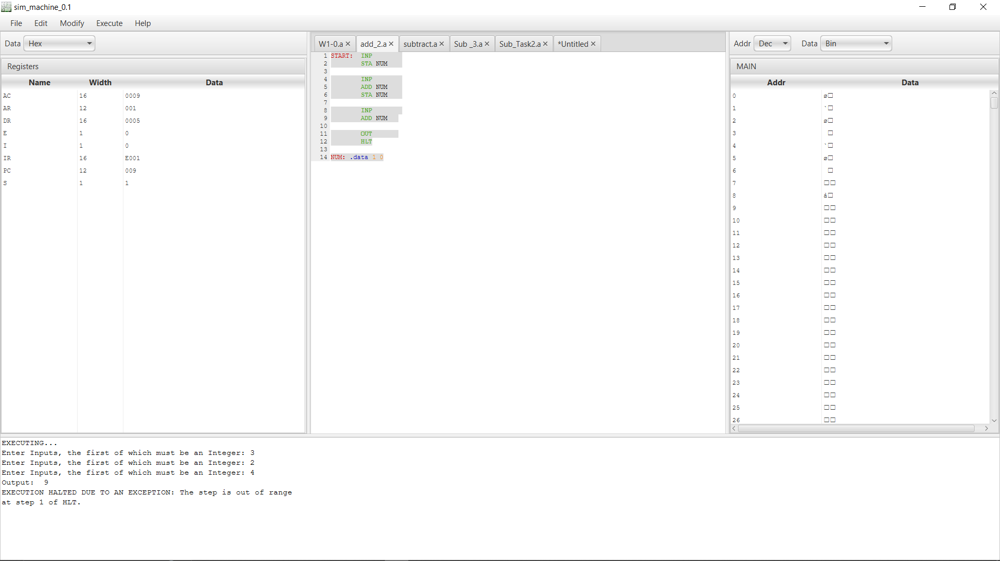 sim_machine_0.1
File Edit Modify Execute Help
Data Hex
Registers
Name Width Data
AC 16 0009
AR 12 001
DR 16 0005
E 1 0
I 1 0
IR 16 E001
PC 12 009
S 1 1
W1-0.a add_2.a subtract.a Sub _3.a Sub_Task2.a *Untitled
1 START: INP
2 STA NUM
3
4 INP
5 ADD NUM
6 STA NUM
7
8 INP
9 ADD NUM
10
11 OUT
12 HLT
13
14 NUM: .data 1 0
Addr Dec Data Bin
MAIN
Addr Data
0 ø□
1 `□
2 ø□
3 □
4 `□
5 ø□
6 □
7 □□
8 à□
9 □□
10 □□
11 □□
12 □□
13 □□
14 □□
15 □□
16 □□
17 □□
18 □□
19 □□
20 □□
21 □□
22 □□
23 □□
24 □□
25 □□
26 □□
EXECUTING...
Enter Inputs, the first of which must be an Integer: 3
Enter Inputs, the first of which must be an Integer: 2
Enter Inputs, the first of which must be an Integer: 4
Output: 9
EXECUTION HALTED DUE TO AN EXCEPTION: The step is out of range
at step 1 of HLT.